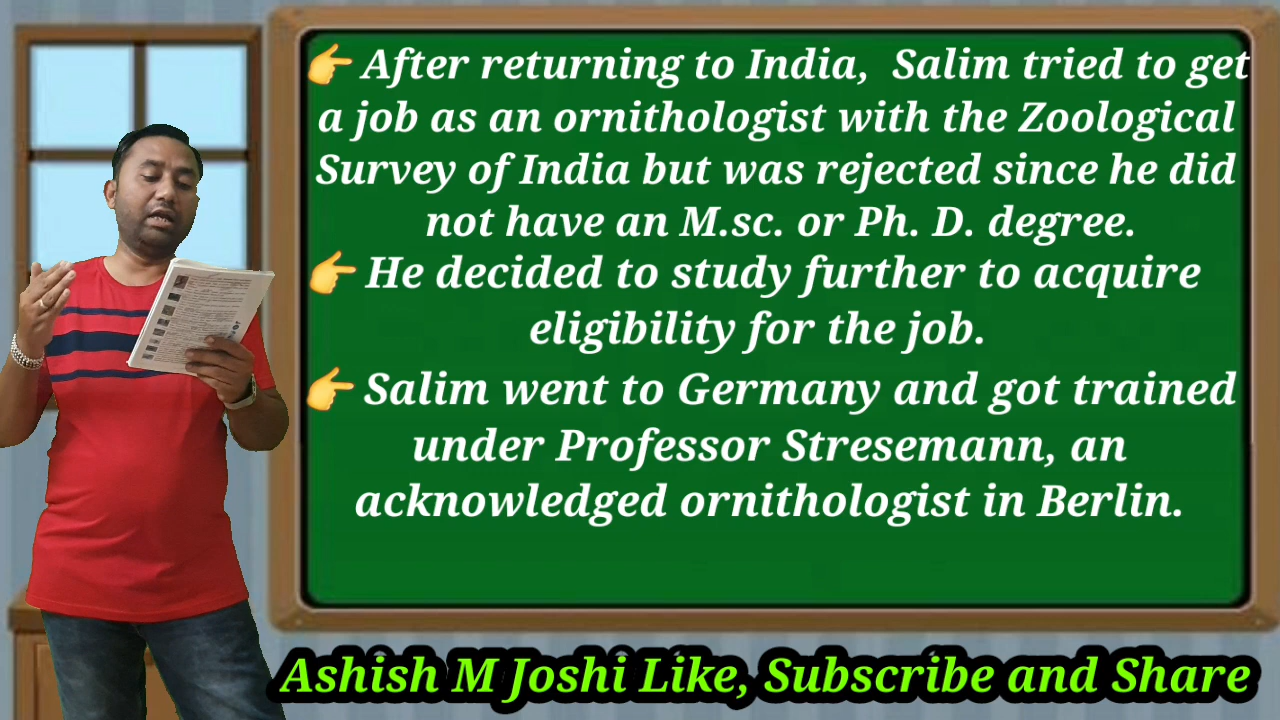 👉 After returning to India, Salim tried to get
a job as an ornithologist with the Zoological
Survey of India but was rejected since he did
not have an M.sc. or Ph. D. degree.
👉 He decided to study further to acquire
eligibility for the job.
👉 Salim went to Germany and got trained
under Professor Stresemann, an
acknowledged ornithologist in Berlin.
Ashish M Joshi Like, Subscribe and Share